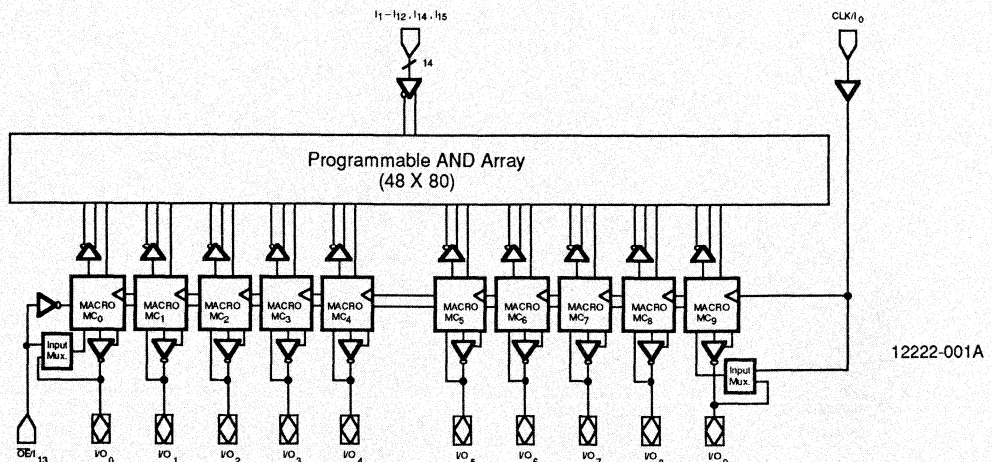 I1–I12, I14, I15
CLK/I0
14
Programmable AND Array
(48 X 80)
MACRO MC0
MACRO MC1
MACRO MC2
MACRO MC3
MACRO MC4
MACRO MC5
MACRO MC6
MACRO MC7
MACRO MC8
MACRO MC9
Input Mux.
Input Mux.
12222-001A
OE/I13
I/O0
I/O1
I/O2
I/O3
I/O4
I/O5
I/O6
I/O7
I/O8
I/O9